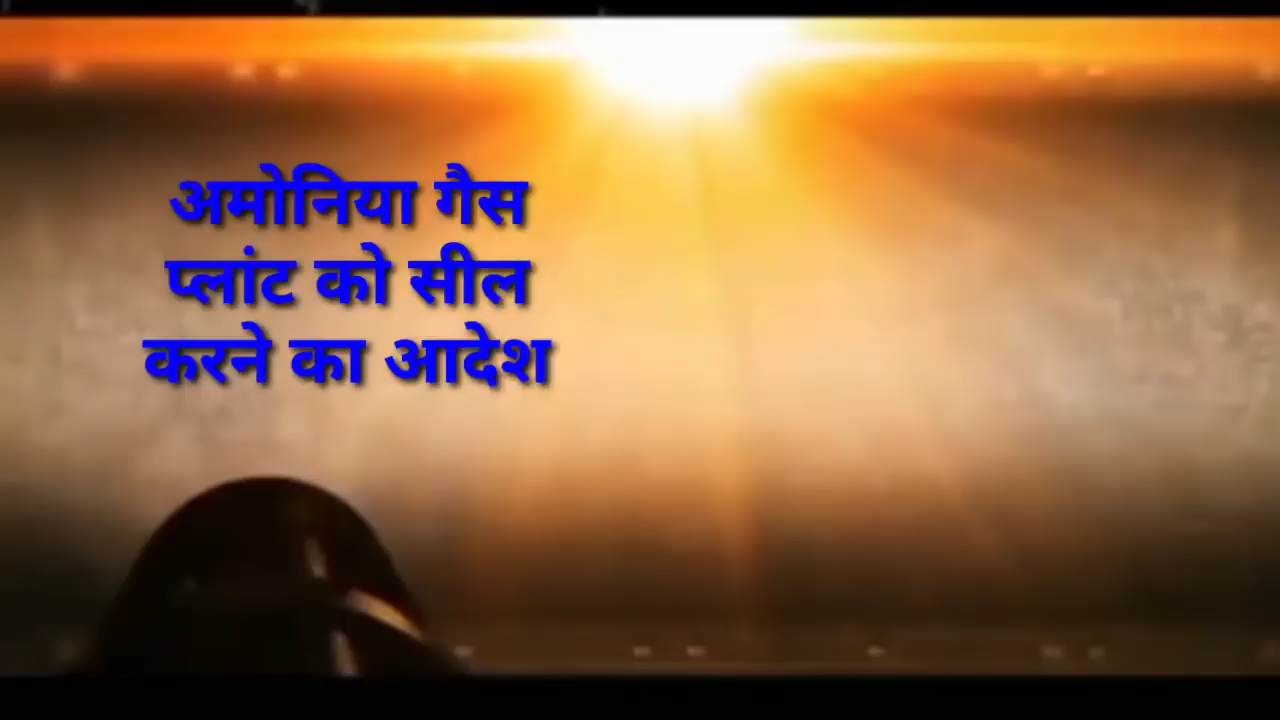 अमोनिया गैस
प्लांट को सील
करने का आदेश